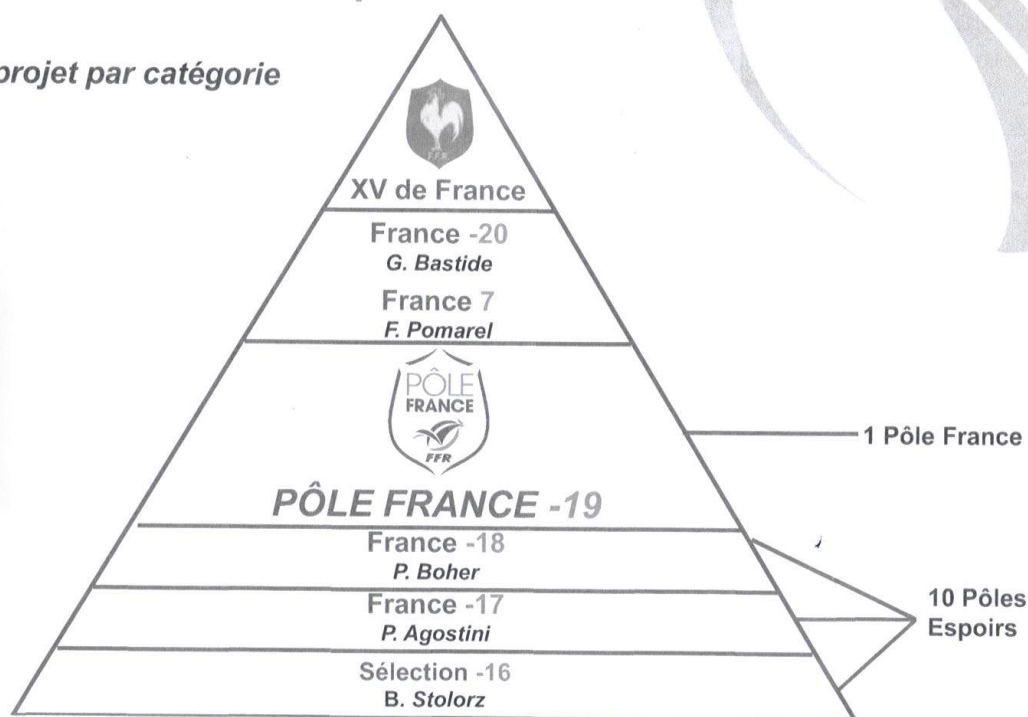 projet par catégorie
FFR
XV de France
France -20
G. Bastide
France 7
F. Pomarel
PÔLE
FRANCE
FFR
PÔLE FRANCE -19
1 Pôle France
France -18
P. Boher
France -17
P. Agostini
10 Pôles
Espoirs
Sélection -16
B. Stolorz